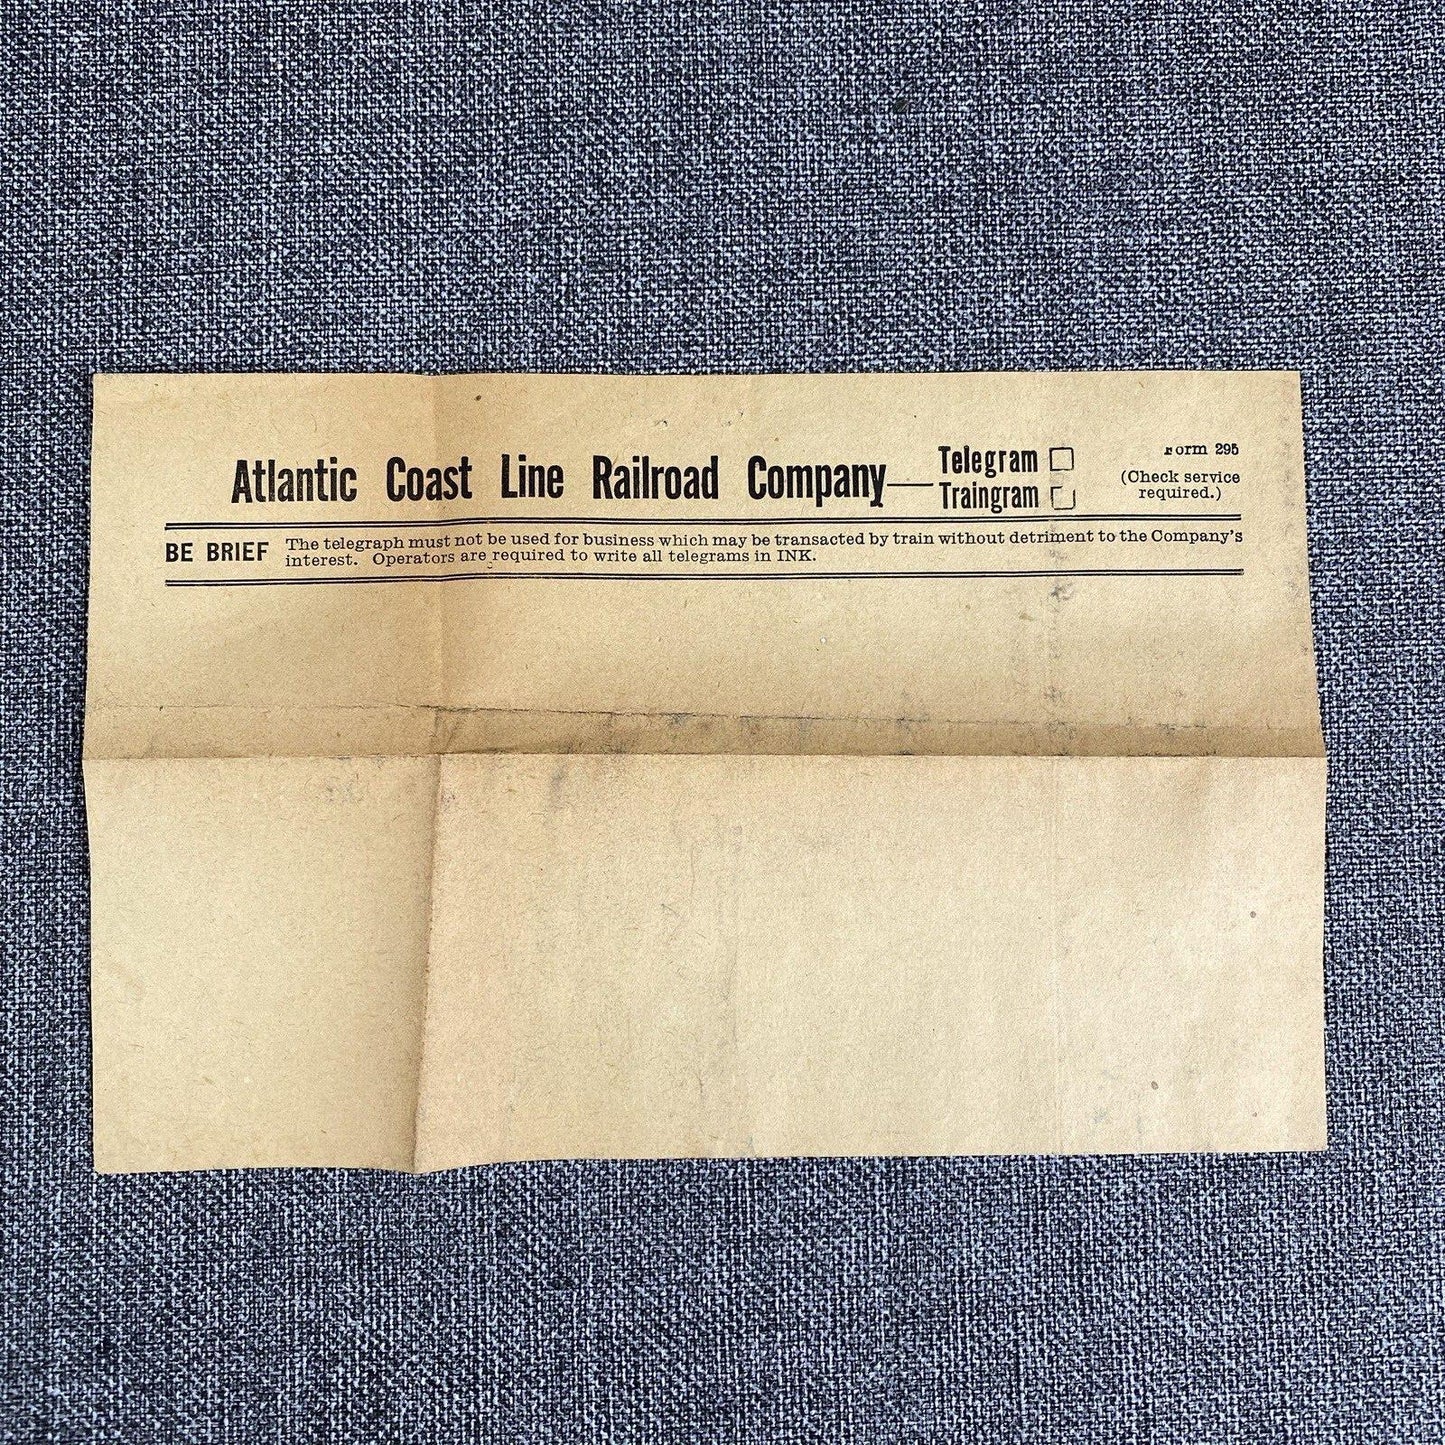 Atlantic Coast Line Railroad Company—
Telegram
Traingram
Form 295
(Check service
required.)
BE BRIEF
The telegraph must not be used for business which may be transacted by train without detriment to the Company's
interest. Operators are required to write all telegrams in INK.